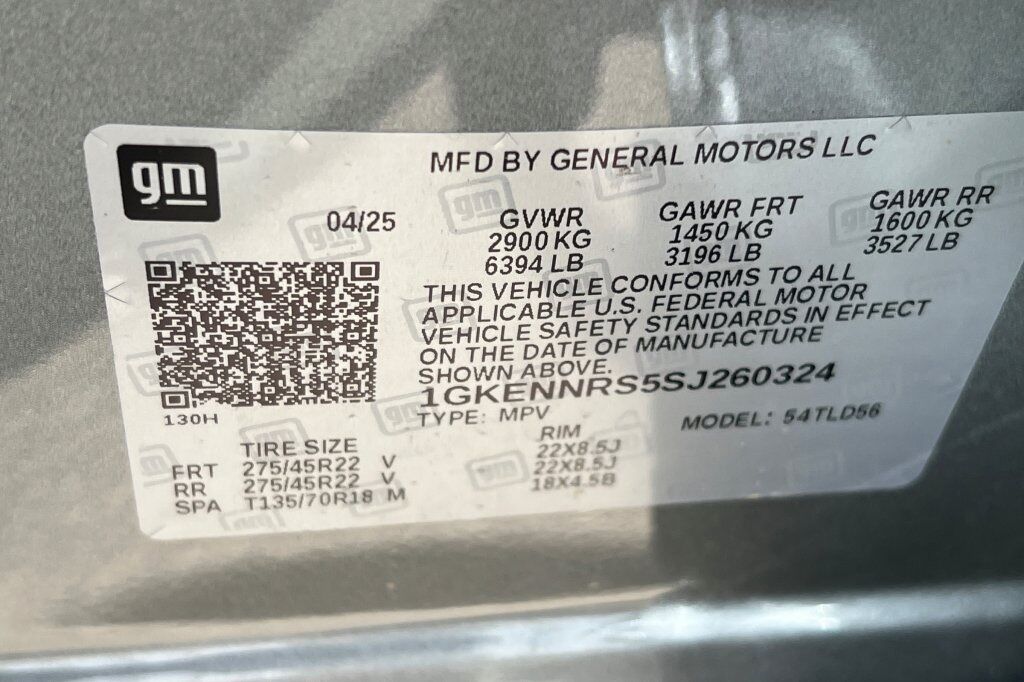 gm
MFD BY GENERAL MOTORS LLC
04/25
GVWR GAWR FRT GAWR RR
2900 KG 1450 KG 1600 KG
6394 LB 3196 LB 3527 LB
THIS VEHICLE CONFORMS TO ALL
APPLICABLE U.S. FEDERAL MOTOR
VEHICLE SAFETY STANDARDS IN EFFECT
ON THE DATE OF MANUFACTURE
SHOWN ABOVE.
1GKENNRS5SJ260324
TYPE: MPV MODEL: 54TLD56
130H
TIRE SIZE RIM
FRT 275/45R22 V 22X8.5J
RR 275/45R22 V 22X8.5J
SPA T135/70R18 M 18X4.5B